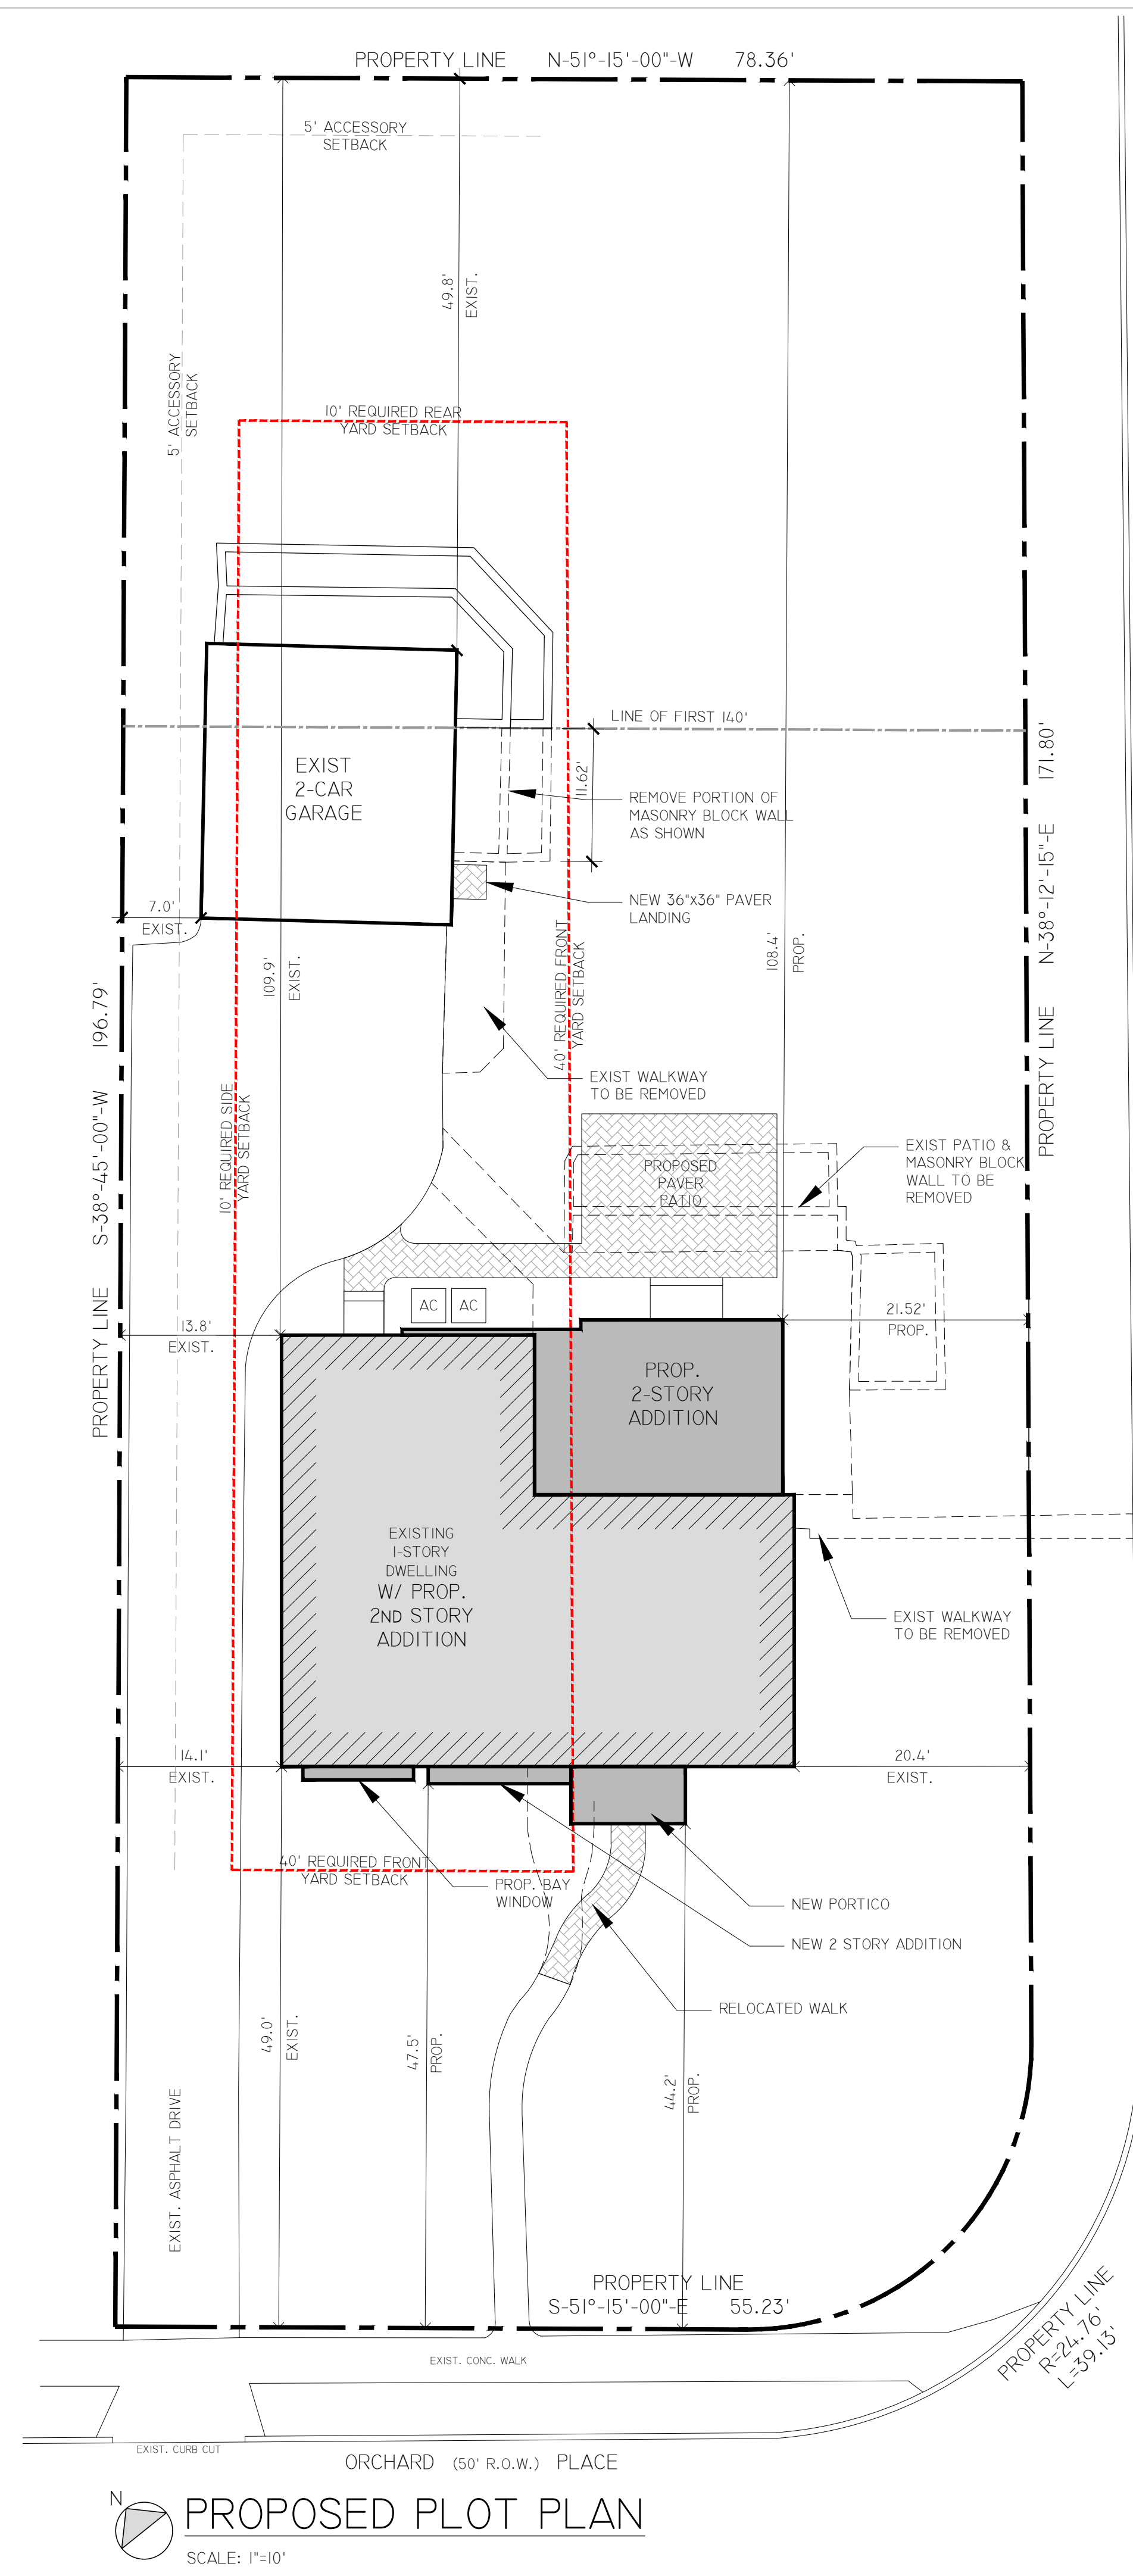 PROPERTY LINE N-51°-15'-00"-W 78.36'
5' ACCESSORY
SETBACK
49.8'
EXIST.
5' ACCESSORY
SETBACK
10' REQUIRED REAR
YARD SETBACK
LINE OF FIRST 140'
PROPERTY LINE N-38°-12'-15"-E 171.80'
EXIST
2-CAR
GARAGE
11.62'
REMOVE PORTION OF
MASONRY BLOCK WALL
AS SHOWN
NEW 36"X36" PAVER
LANDING
7.0'
EXIST.
109.9'
EXIST.
40' REQUIRED FRONT
YARD SETBACK
108.4'
PROP.
PROPERTY LINE S-38°-45'-00"-W 196.79'
10' REQUIRED SIDE
YARD SETBACK
EXIST WALKWAY
TO BE REMOVED
EXIST PATIO &
MASONRY BLOCK
WALL TO BE
REMOVED
PROPOSED
PAVER
PATIO
AC
AC
13.8'
EXIST.
21.52'
PROP.
PROP.
2-STORY
ADDITION
EXISTING
1-STORY
DWELLING
W/ PROP.
2ND STORY
ADDITION
EXIST WALKWAY
TO BE REMOVED
14.1'
EXIST.
20.4'
EXIST.
40' REQUIRED FRONT
YARD SETBACK
PROP. BAY
WINDOW
NEW PORTICO
NEW 2 STORY ADDITION
RELOCATED WALK
49.0'
EXIST.
47.5'
PROP.
44.2'
PROP.
EXIST. ASPHALT DRIVE
PROPERTY LINE
S-51°-15'-00"-E 55.23'
PROPERTY LINE
R=24.76'
L=39.13'
EXIST. CONC. WALK
EXIST. CURB CUT
ORCHARD (50' R.O.W.) PLACE
N
PROPOSED PLOT PLAN
SCALE: 1"=10'